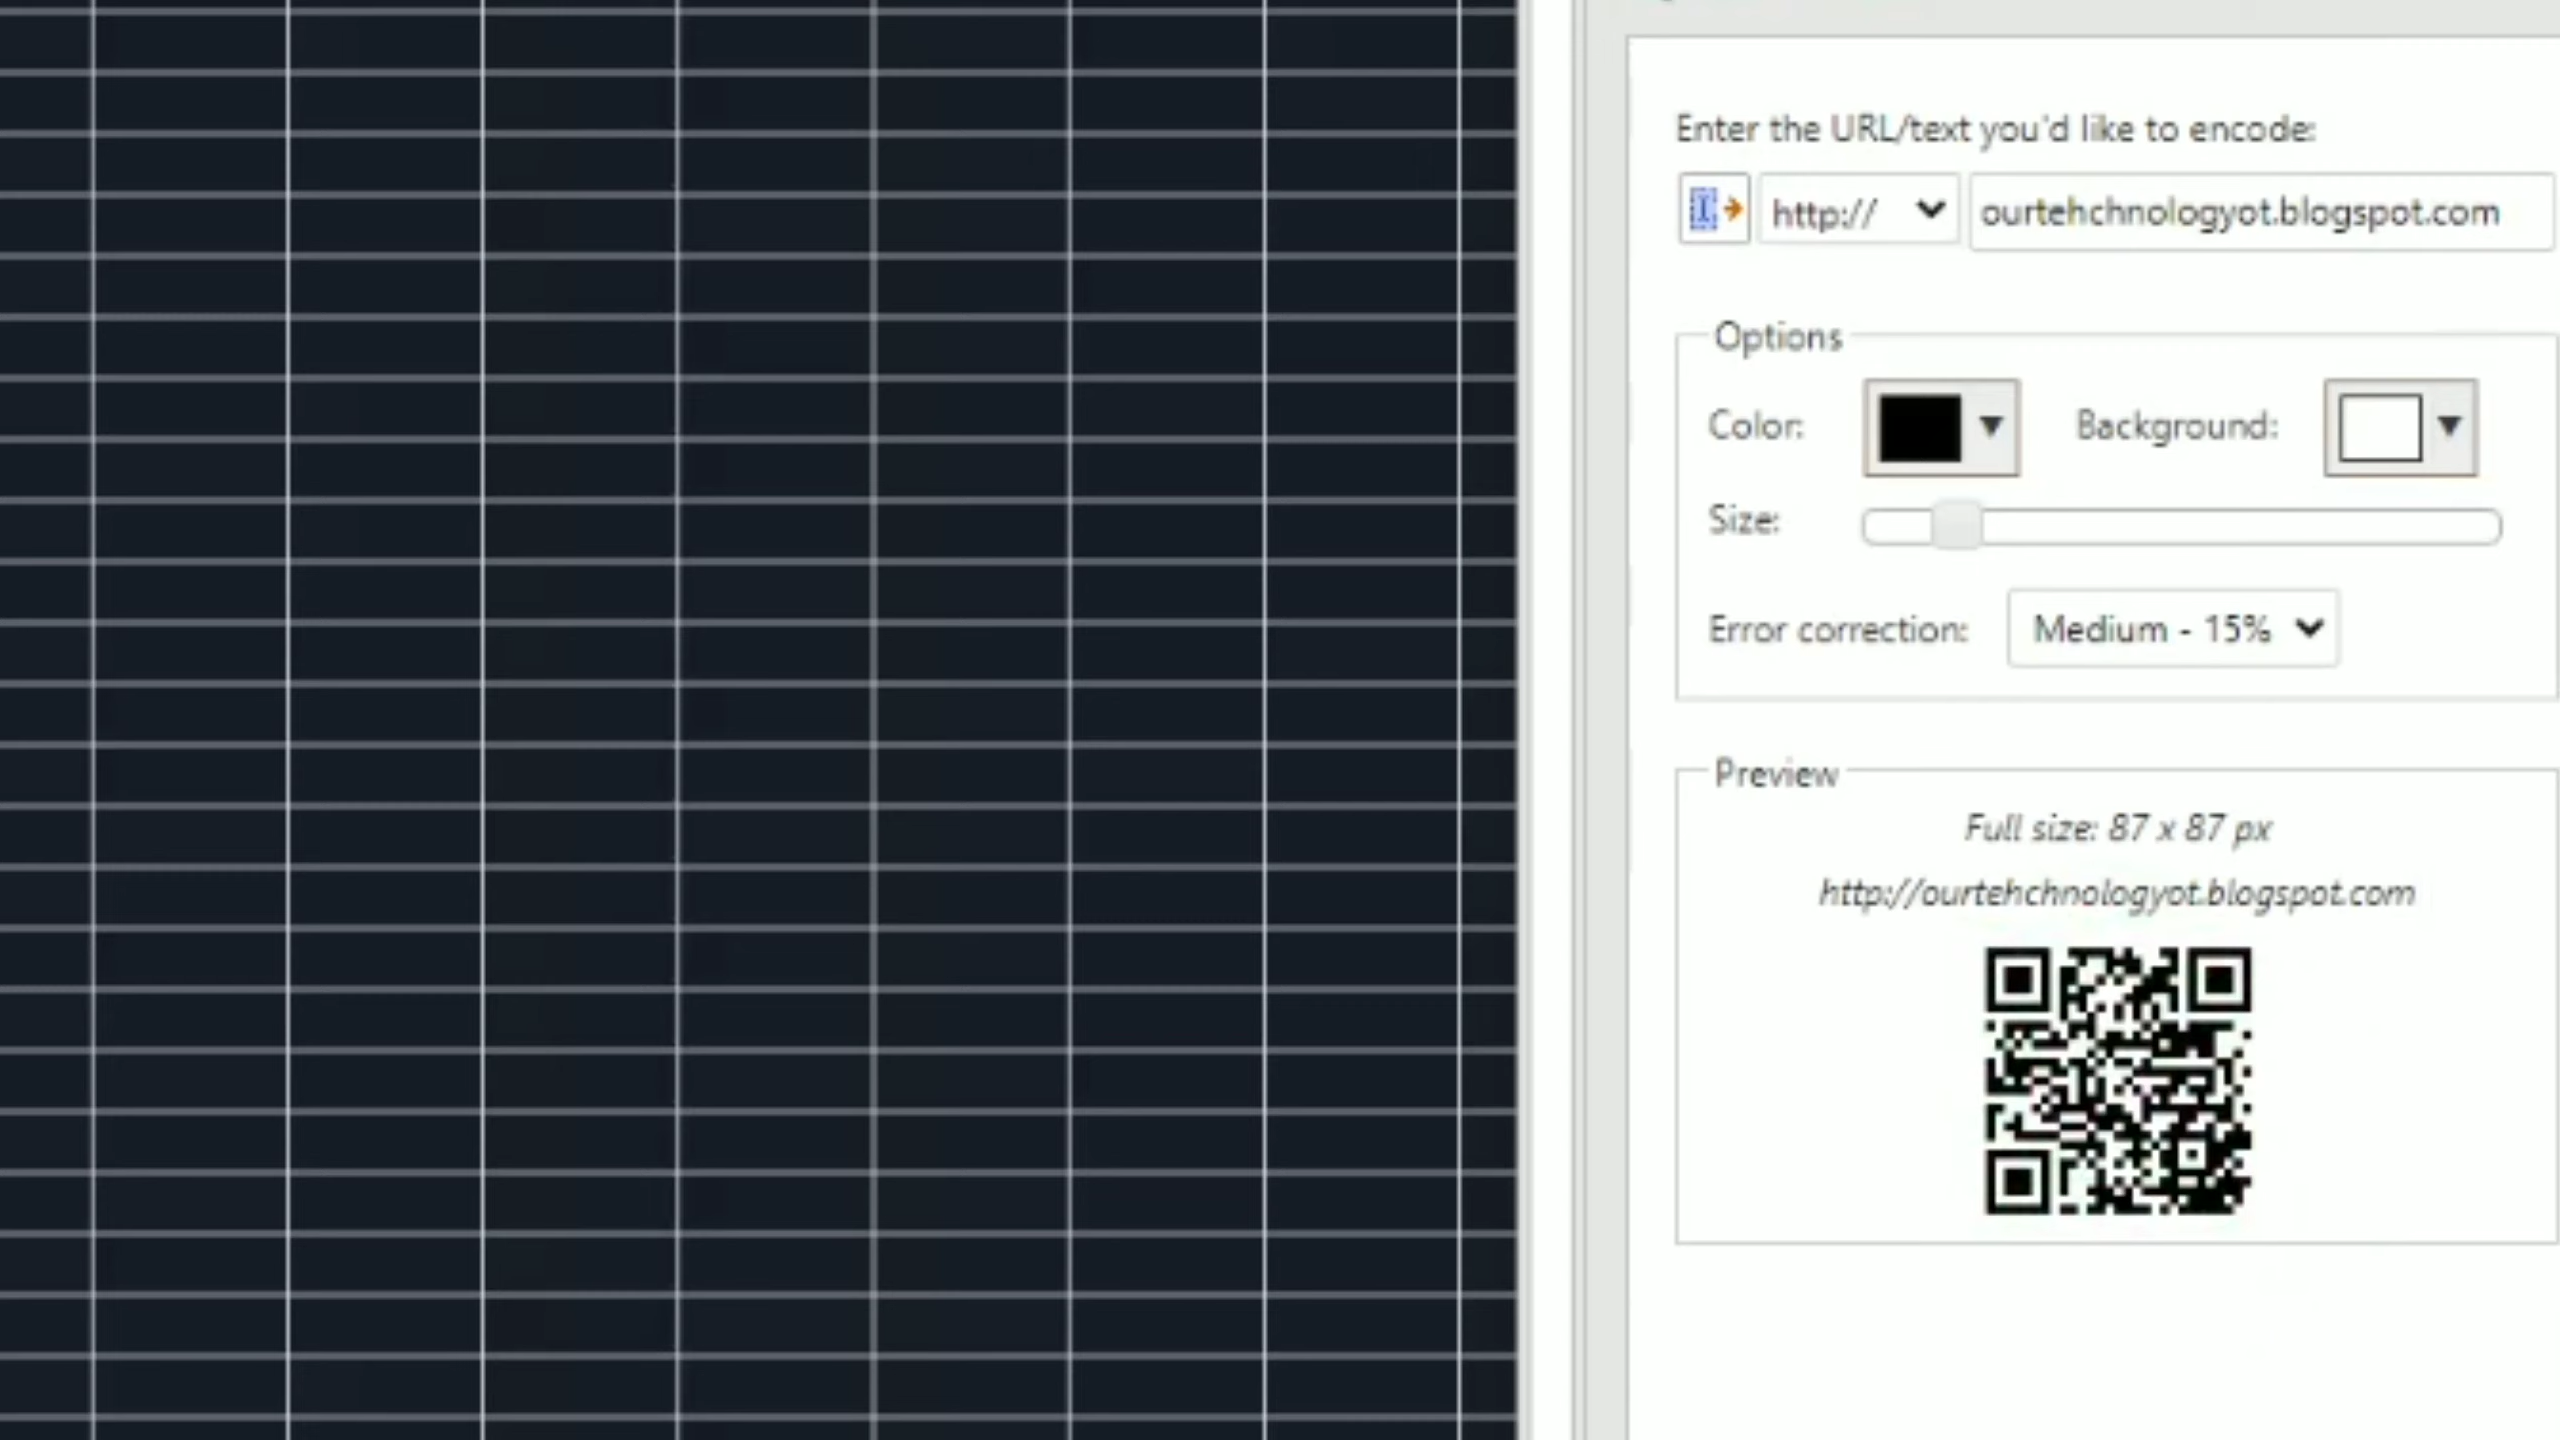 Enter the URL/text you'd like to encode:
http:// ourtehchnologyot.blogspot.com
Options
Color: Background:
Size:
Error correction: Medium - 15%
Preview
Full size: 87 x 87 px
http://ourtehchnologyot.blogspot.com